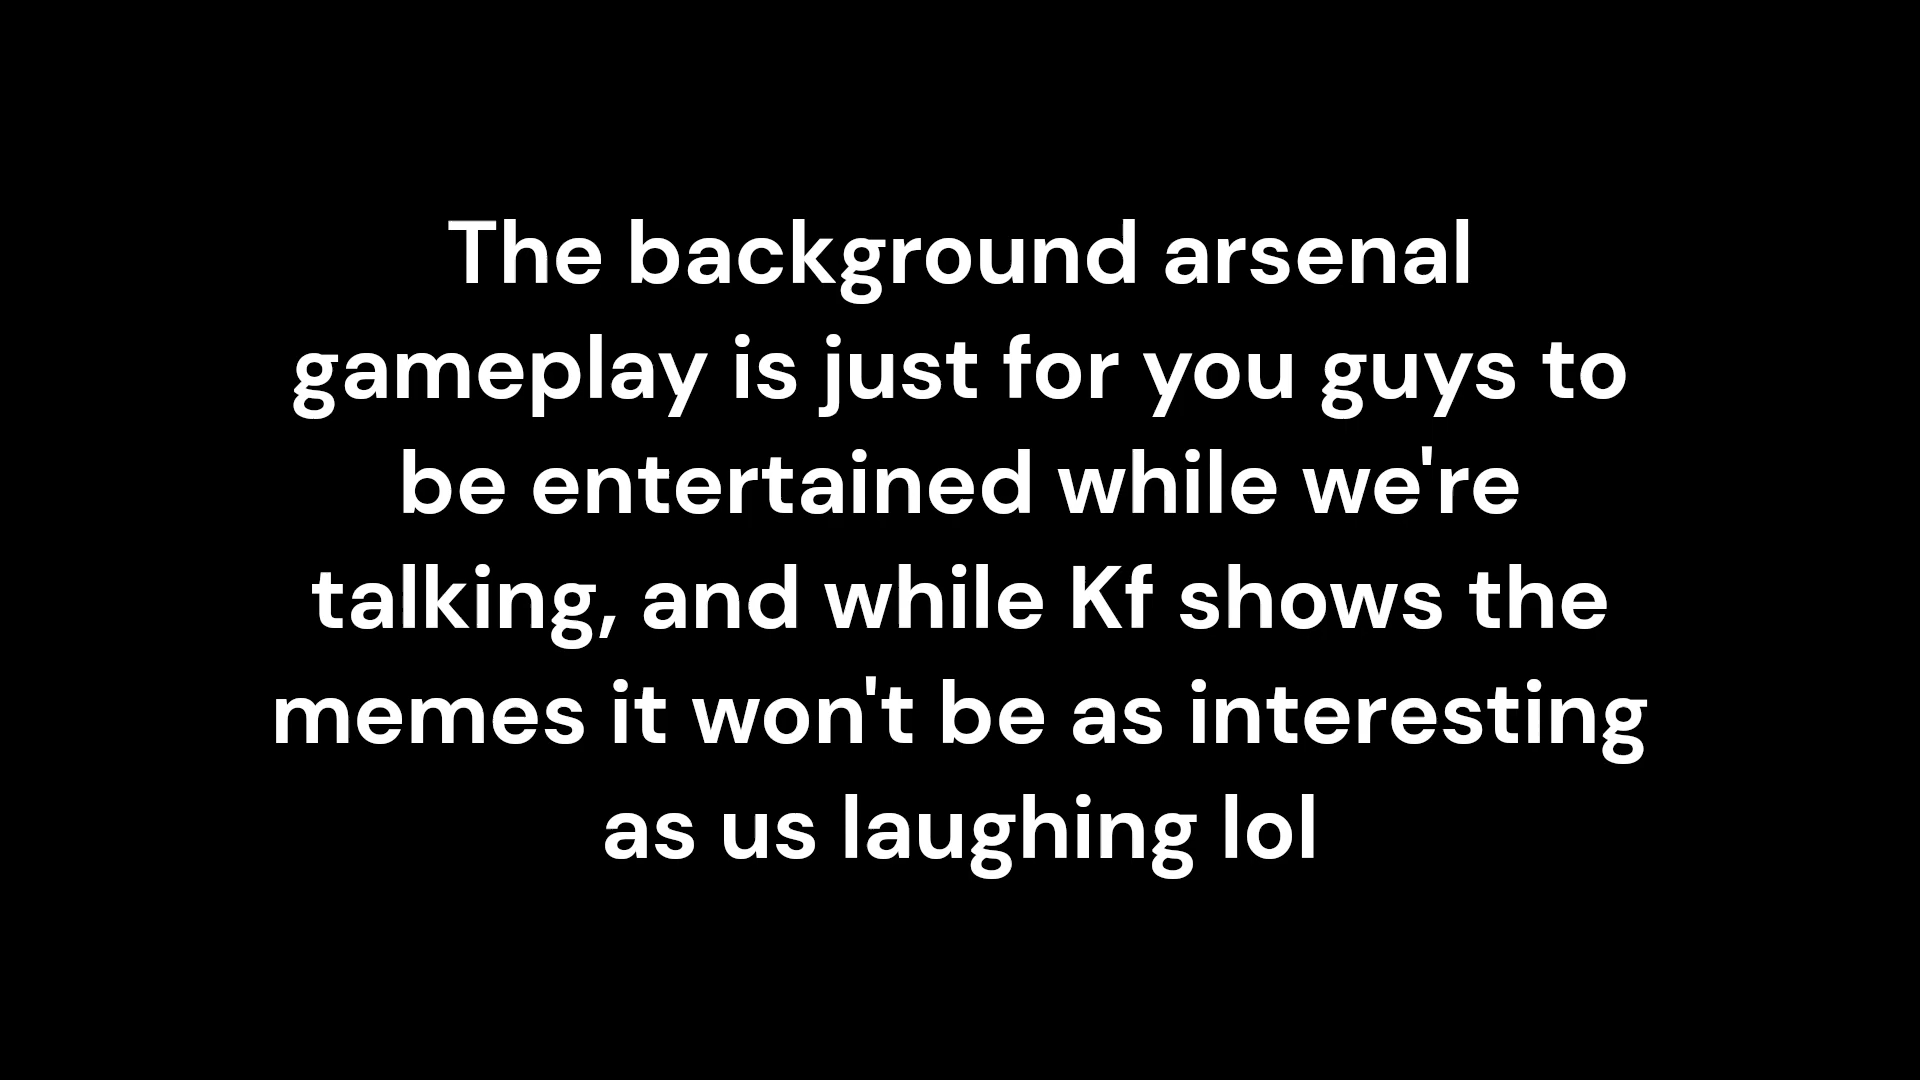 The background arsenal
gameplay is just for you guys to
be entertained while we're
talking, and while Kf shows the
memes it won't be as interesting
as us laughing lol